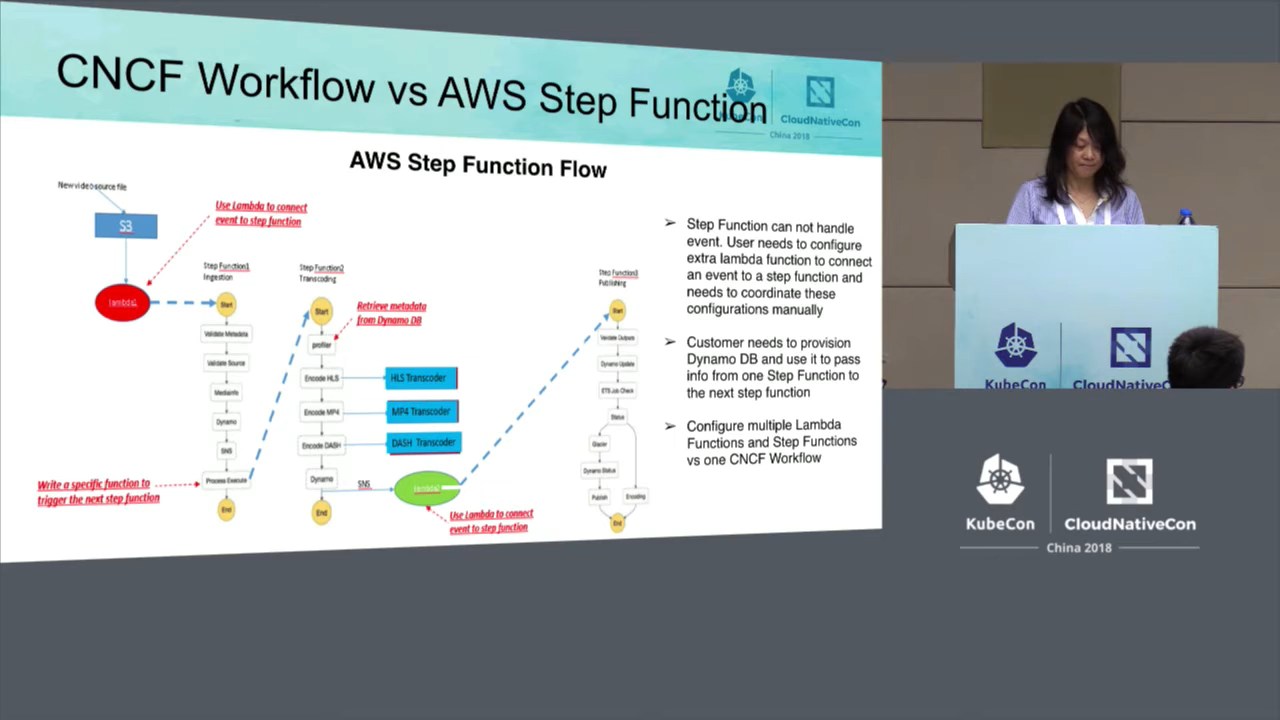 CNCF Workflow vs AWS Step Function
KubeCon
CloudNativeCon
China 2018
AWS Step Function Flow
New video source file
S3
Use Lambda to connect
event to step function
lambda1
Step Function1
Ingestion
Start
Validate Metadata
Validate Source
Mediainfo
Dynamo
SNS
Process Execute
End
Write a specific function to
trigger the next step function
Step Function2
Transcoding
Start
profiler
Retrieve metadata
from Dynamo DB
Encode HLS
HLS Transcoder
Encode MP4
MP4 Transcoder
Encode DASH
DASH Transcoder
Dynamo
SNS
End
Use Lambda to connect
event to step function
Step Function3
Publishing
Start
Validate Outputs
Dynamo Update
ETS Job Check
Status
Glacier
Dynamo Status
Publish
Encoding
End
➢ Step Function can not handle
event. User needs to configure
extra lambda function to connect
an event to a step function and
needs to coordinate these
configurations manually
➢ Customer needs to provision
Dynamo DB and use it to pass
info from one Step Function to
the next step function
➢ Configure multiple Lambda
Functions and Step Functions
vs one CNCF Workflow
KubeCon
CloudNativeCon
KubeCon
CloudNativeCon
China 2018